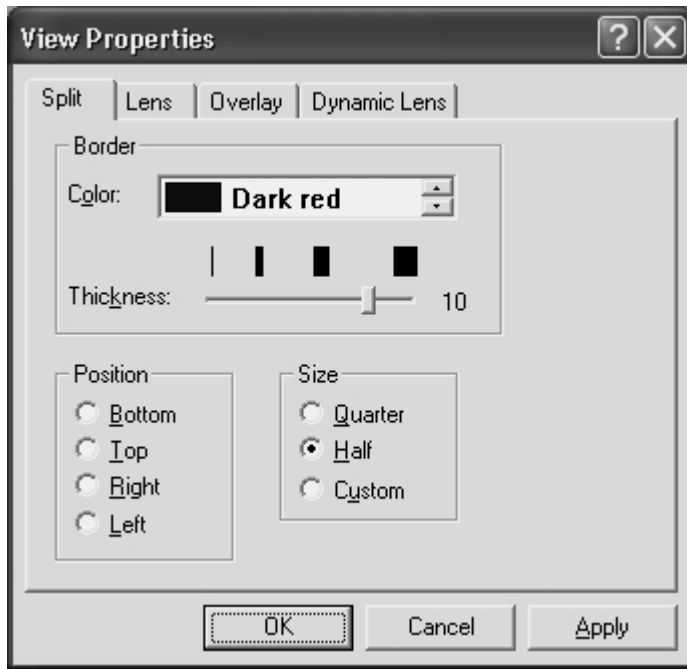 View Properties
Split Lens Overlay Dynamic Lens
Border
Color: Dark red
Thickness: 10
Position Size
Bottom Quarter
Top Half
Right Custom
Left
OK Cancel Apply